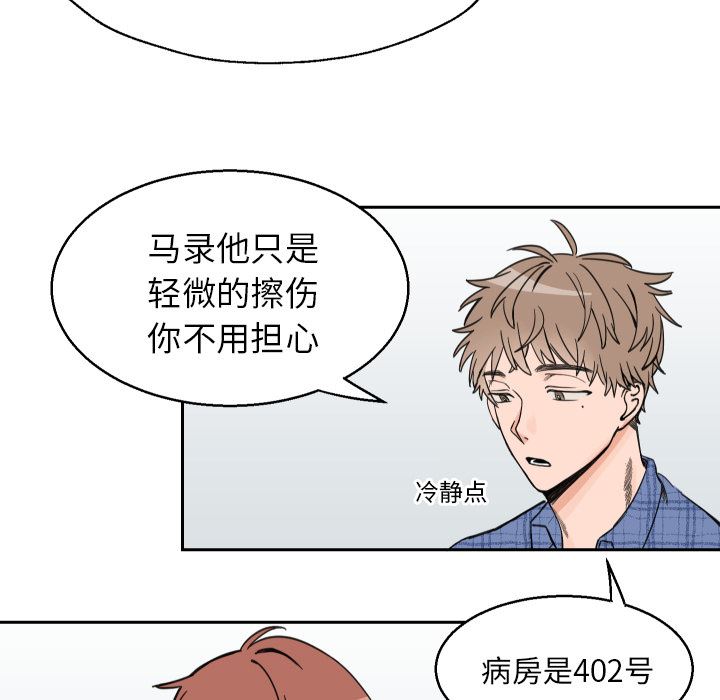 马录他只是
轻微的擦伤
你不用担心
冷静点
病房是402号